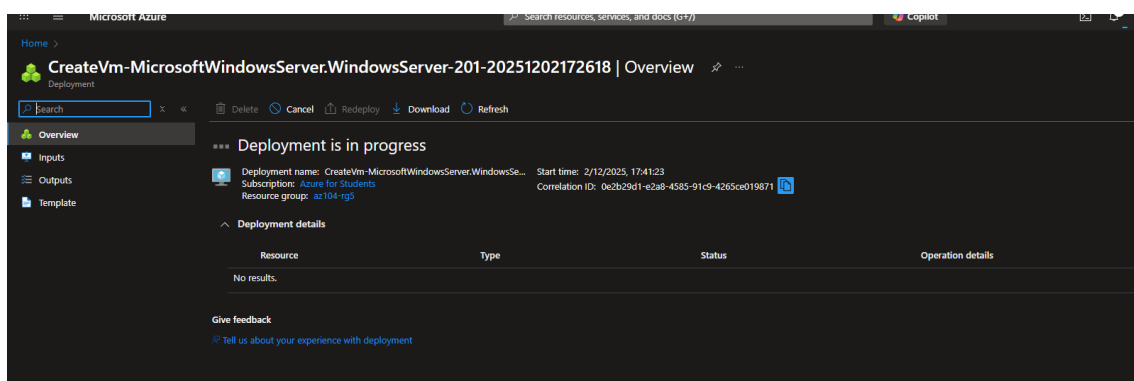 Microsoft Azure
Search resources, services, and docs (G+/)
Copilot
Home >
CreateVm-MicrosoftWindowsServer.WindowsServer-201-20251202172618 | Overview
Deployment
Search
Delete Cancel Redeploy Download Refresh
Overview
Inputs
Outputs
Template
Deployment is in progress
Deployment name: CreateVm-MicrosoftWindowsServer.WindowsSe...
Subscription: Azure for Students
Resource group: az104-rg5
Start time: 2/12/2025, 17:41:23
Correlation ID: 0e2b29d1-e2a8-4585-91c9-4265ce019871
Deployment details
Resource Type Status Operation details
No results.
Give feedback
Tell us about your experience with deployment